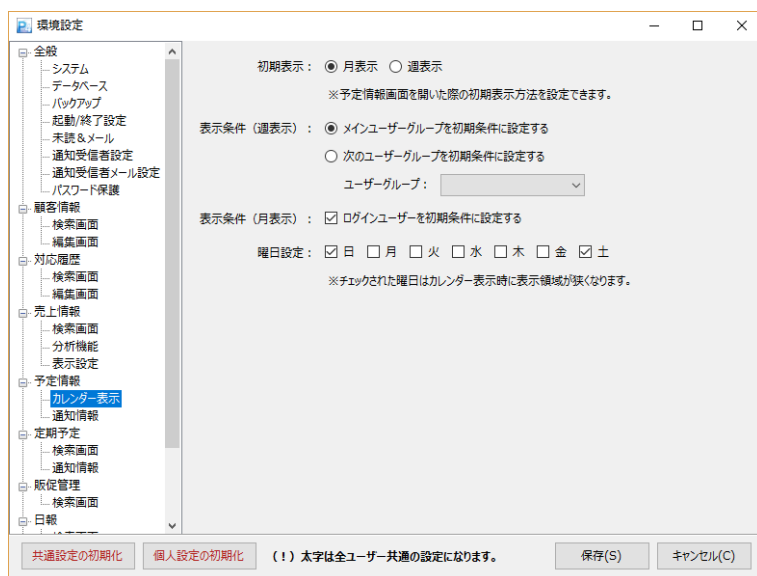 環境設定
全般
システム
データベース
バックアップ
起動/終了設定
未読&メール
通知受信者設定
通知受信者メール設定
パスワード保護
顧客情報
検索画面
編集画面
対応履歴
検索画面
編集画面
売上情報
検索画面
分析機能
表示設定
予定情報
カレンダー表示
通知情報
定期予定
検索画面
通知情報
販促管理
検索画面
日報
初期表示： 月表示 週表示
※予定情報画面を開いた際の初期表示方法を設定できます。
表示条件（週表示）： メインユーザーグループを初期条件に設定する
次のユーザーグループを初期条件に設定する
ユーザーグループ：
表示条件（月表示）： ログインユーザーを初期条件に設定する
曜日設定： 日 月 火 水 木 金 土
※チェックされた曜日はカレンダー表示時に表示領域が狭くなります。
共通設定の初期化 個人設定の初期化 （！）太字は全ユーザー共通の設定になります。 保存(S) キャンセル(C)